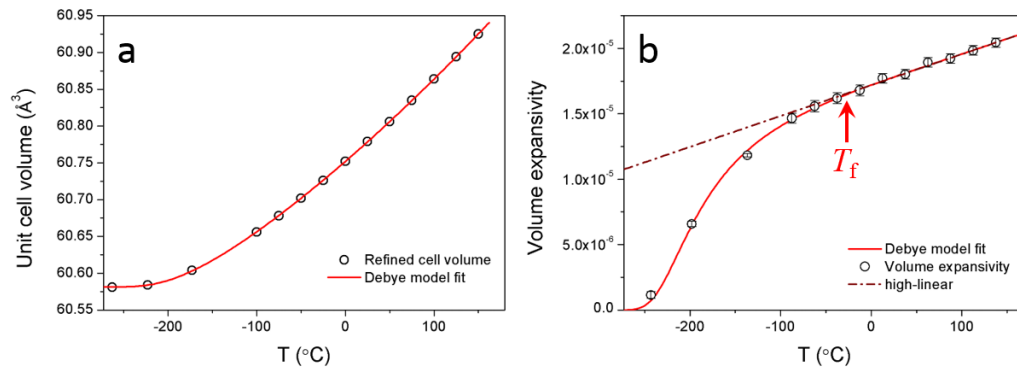 a
60.95
60.90
60.85
60.80
60.75
60.70
60.65
60.60
60.55
Unit cell volume (Å³)
Refined cell volume
Debye model fit
-200 -100 0 100
T (°C)
b
2.0x10⁻⁵
1.5x10⁻⁵
1.0x10⁻⁵
5.0x10⁻⁶
0.0
Volume expansivity
T_f
Debye model fit
Volume expansivity
high-linear
-200 -100 0 100
T (°C)